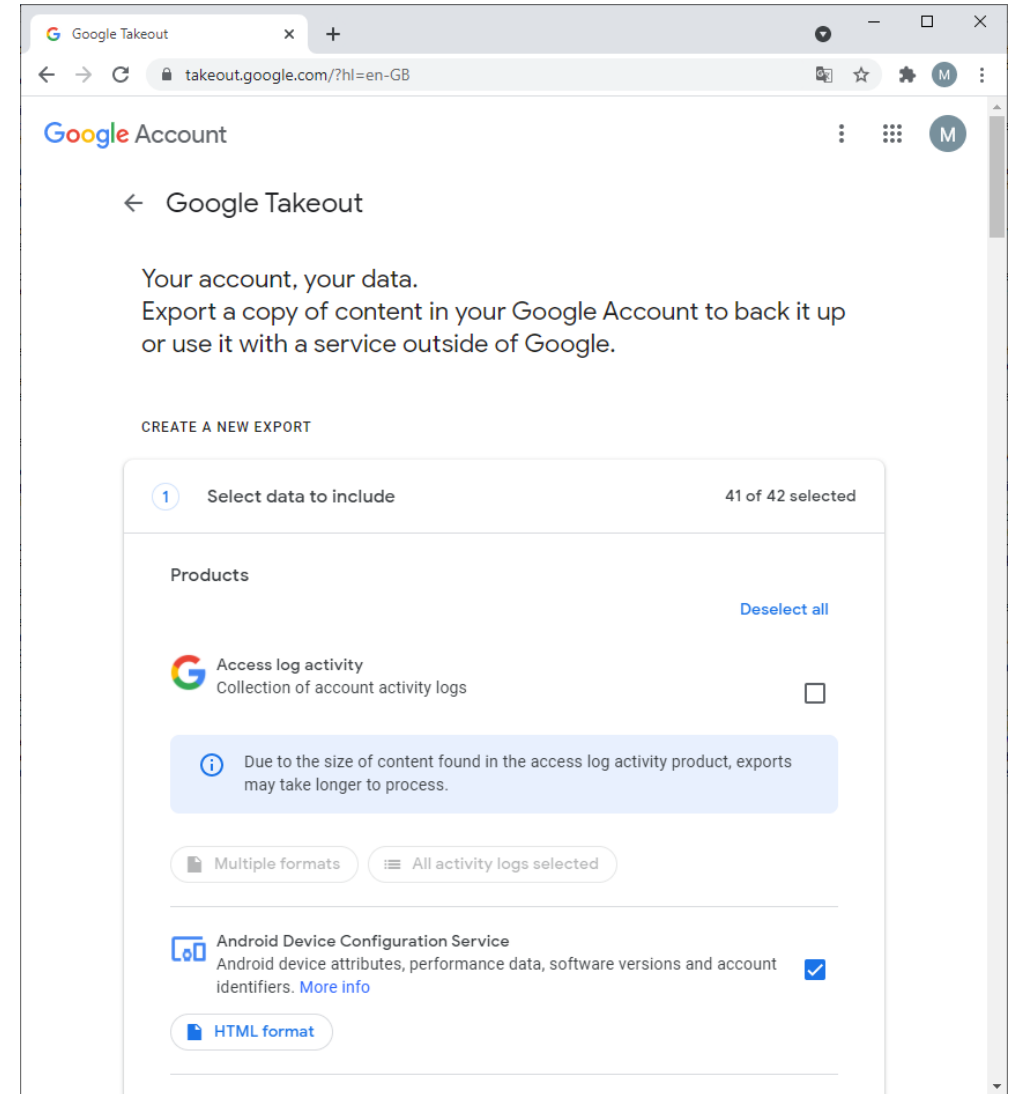 Google Takeout
takeout.google.com/?hl=en-GB
M
Google Account
M
Google Takeout
Your account, your data.
Export a copy of content in your Google Account to back it up
or use it with a service outside of Google.
CREATE A NEW EXPORT
1 Select data to include 41 of 42 selected
Products
Deselect all
Access log activity
Collection of account activity logs
Due to the size of content found in the access log activity product, exports
may take longer to process.
Multiple formats All activity logs selected
Android Device Configuration Service
Android device attributes, performance data, software versions and account
identifiers. More info
HTML format